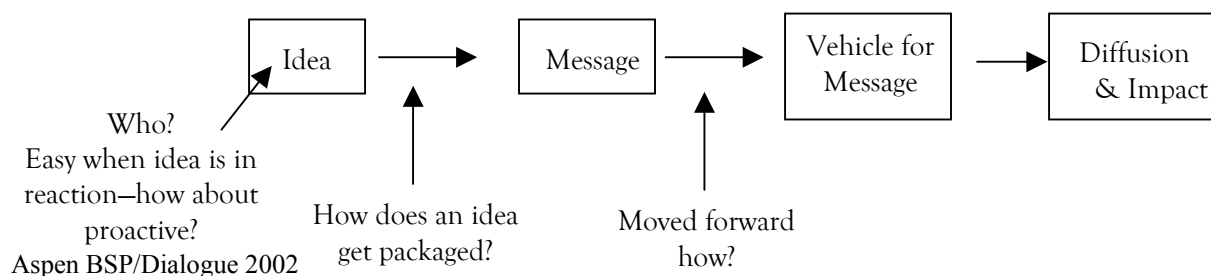 Idea
Message
Vehicle for
Message
Diffusion
& Impact
Who?
Easy when idea is in
reaction—how about
proactive?
How does an idea
get packaged?
Moved forward
how?
Aspen BSP/Dialogue 2002